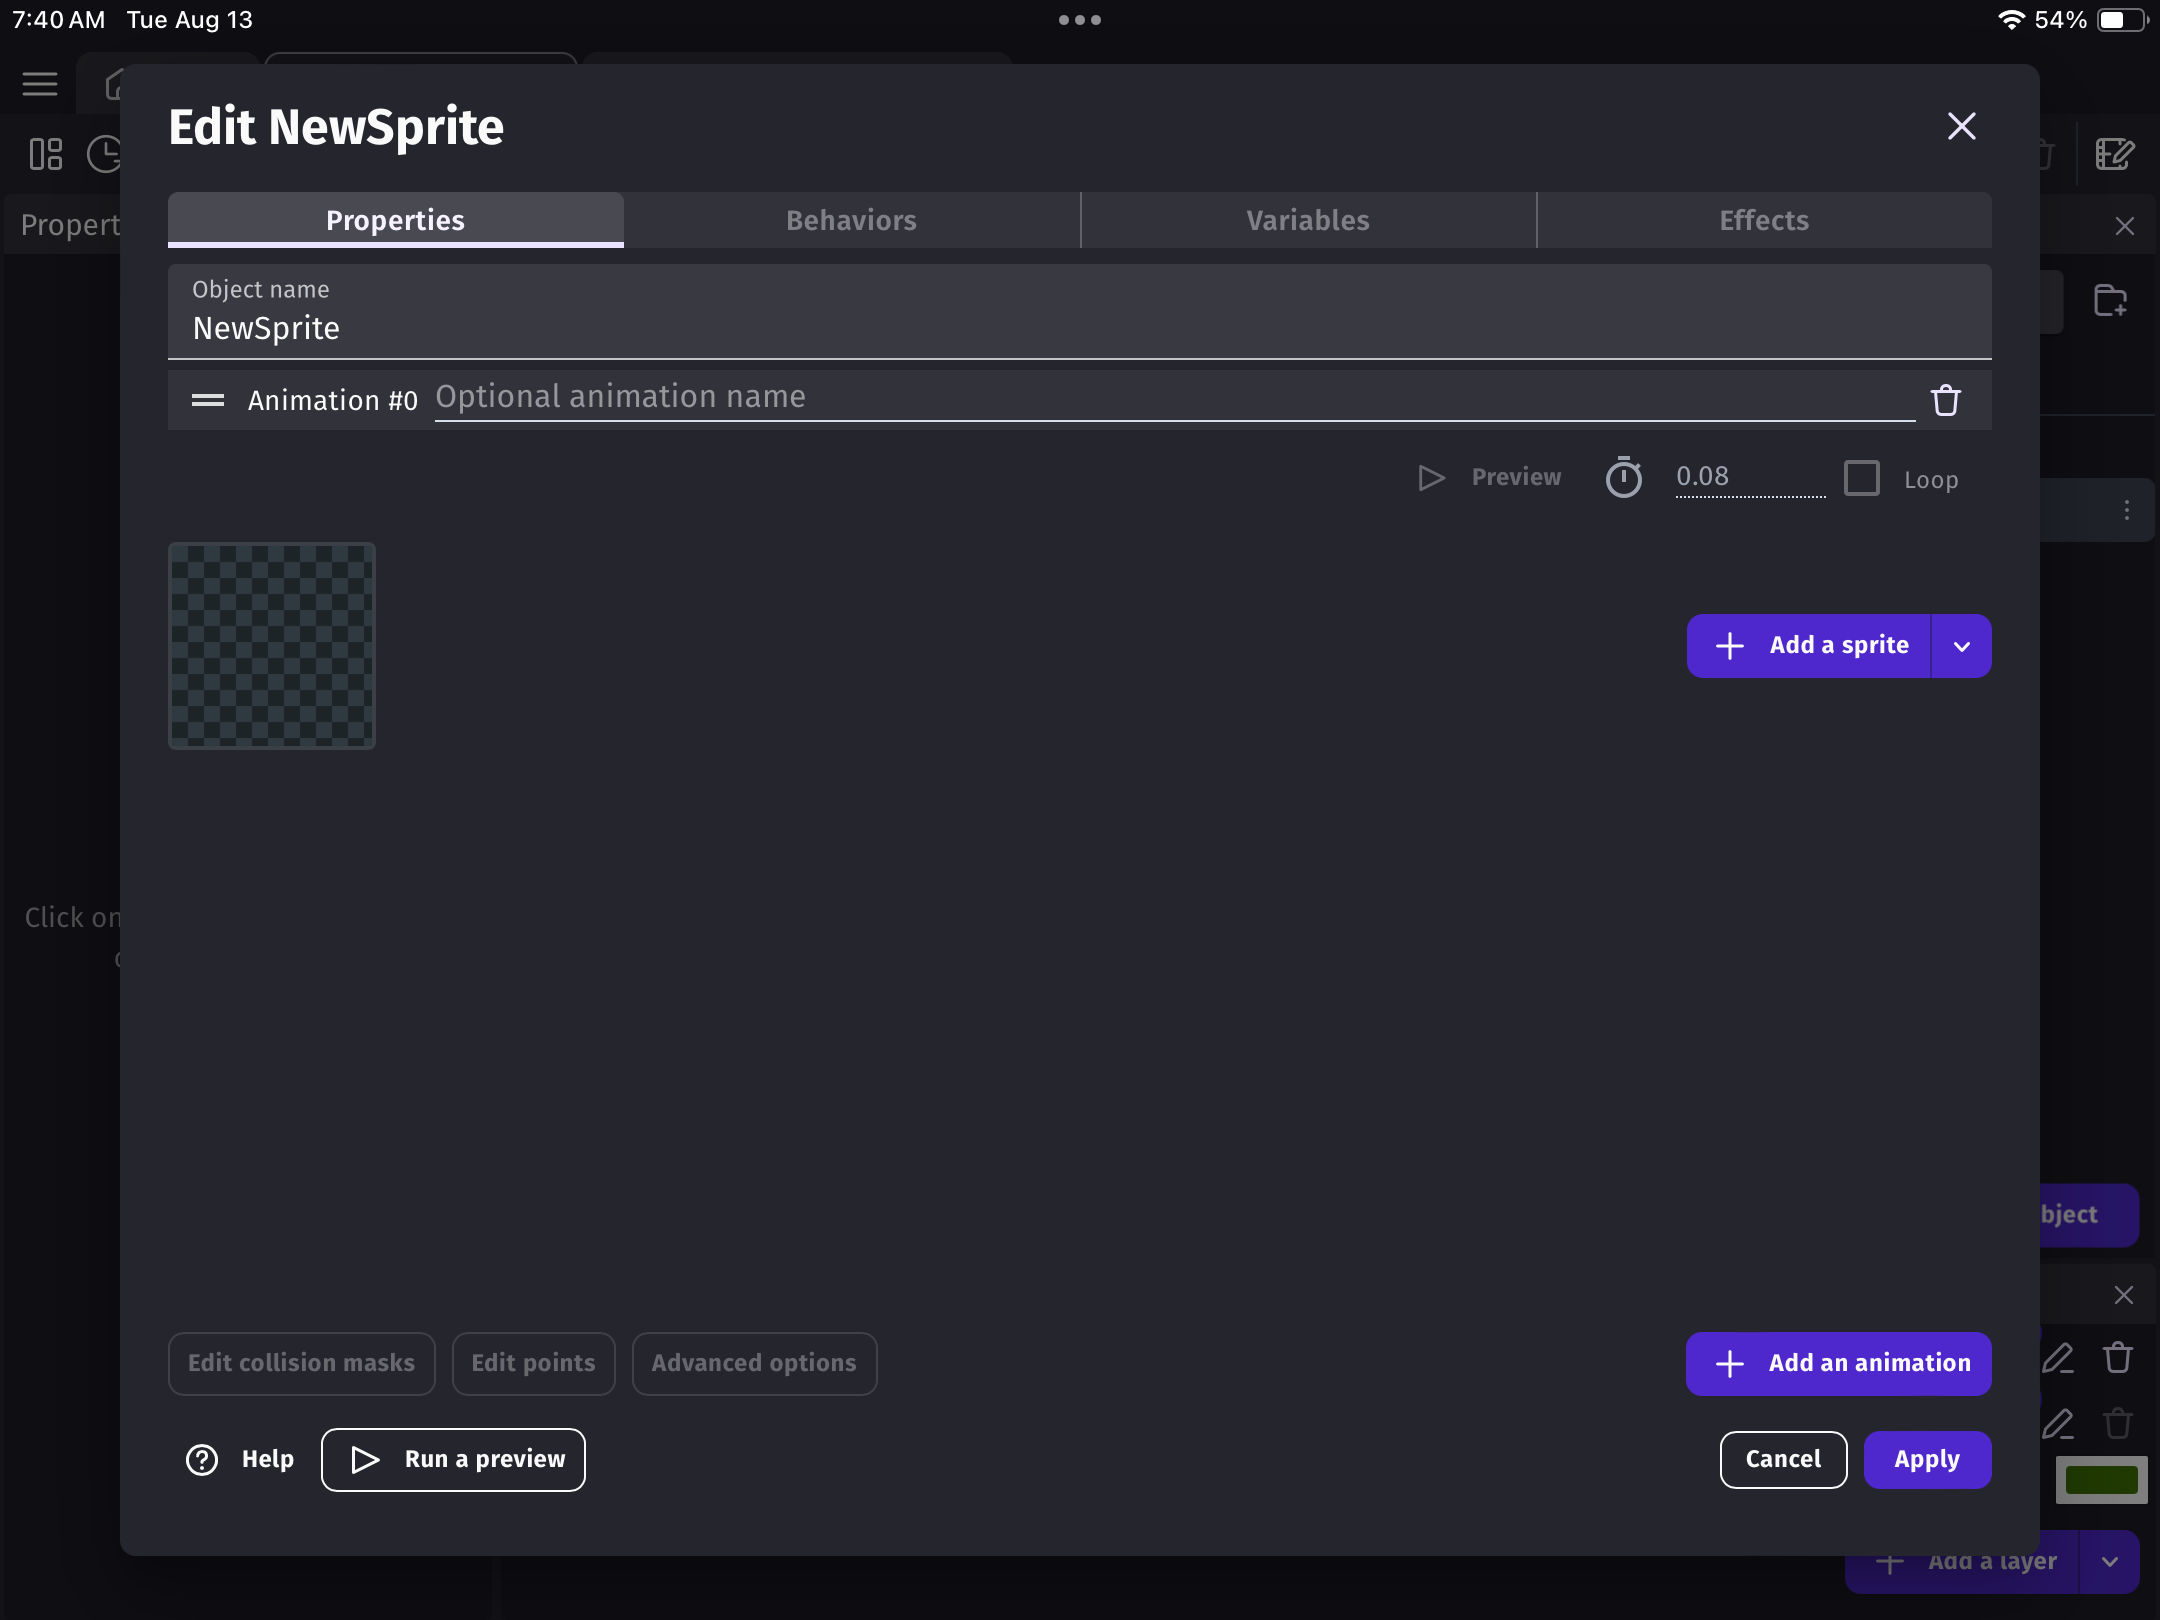 7:40 AM Tue Aug 13
54%
Edit NewSprite
Propert
Properties
Behaviors
Variables
Effects
Object name
NewSprite
Animation #0 Optional animation name
Preview
0.08
Loop
Add a sprite
Click on
bject
Edit collision masks
Edit points
Advanced options
Add an animation
Help
Run a preview
Cancel
Apply
Add a layer